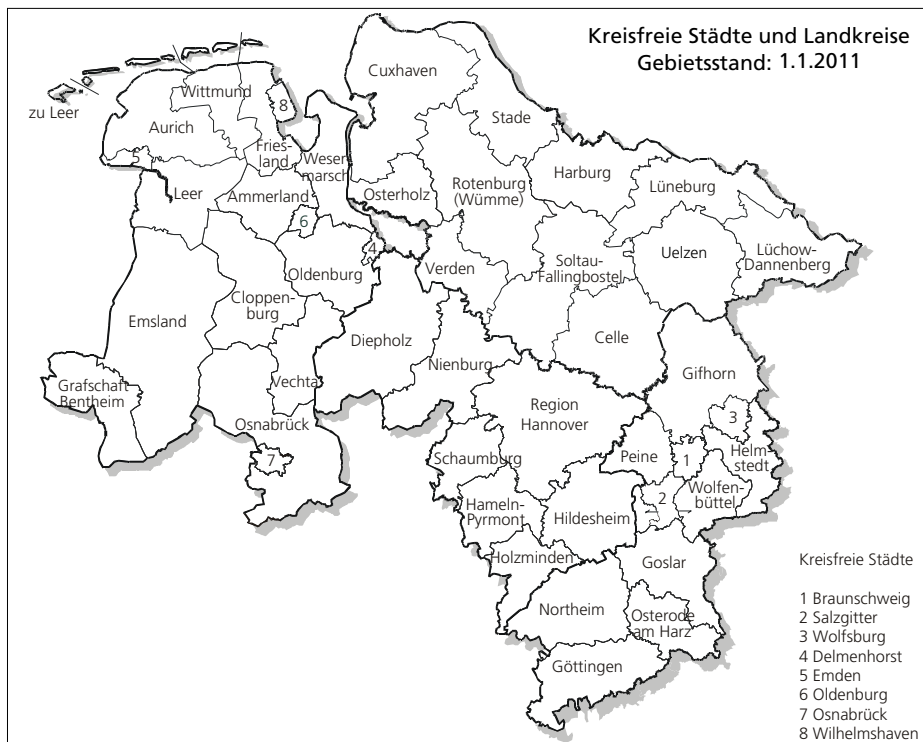 Kreisfreie Städte und Landkreise
Gebietsstand: 1.1.2011
zu Leer
Wittmund
Aurich
8
5
Fries-
land
Weser-
marsch
Leer
Ammerland
6
4
Oldenburg
Cloppen-
burg
Emsland
Vechta
Grafschaft
Bentheim
Osnabrück
7
Cuxhaven
Stade
Osterholz
Rotenburg
(Wümme)
Harburg
Lüneburg
Verden
Soltau-
Fallingbostel
Uelzen
Lüchow-
Dannenberg
Diepholz
Nienburg
Celle
Gifhorn
Region
Hannover
3
Schaumburg
Peine
1
Helm-
stedt
Hameln-
Pyrmont
Hildesheim
2
Wolfen-
büttel
Holzminden
Goslar
Northeim
Osterode
am Harz
Göttingen
Kreisfreie Städte
1 Braunschweig
2 Salzgitter
3 Wolfsburg
4 Delmenhorst
5 Emden
6 Oldenburg
7 Osnabrück
8 Wilhelmshaven